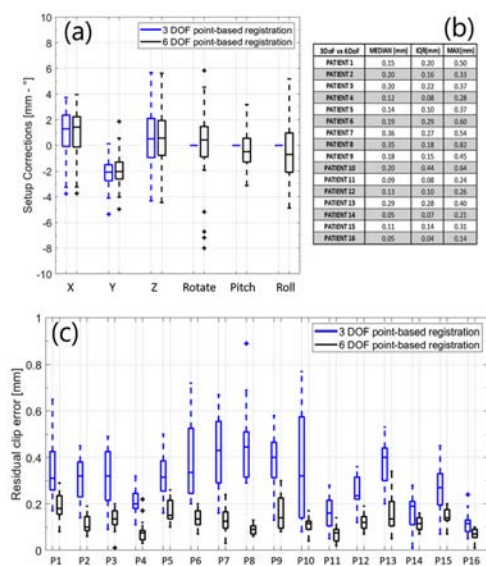 (a)
3 DOF point-based registration
6 DOF point-based registration
Setup Corrections [mm - °]
10
8
6
4
2
0
-2
-4
-6
-8
-10
X Y Z Rotate Pitch Roll
(b)
3DoF vs 6DoF MEDIAN (mm) IQR(mm) MAX(mm)
PATIENT 1 0.15 0.20 0.50
PATIENT 2 0.20 0.16 0.33
PATIENT 3 0.20 0.22 0.37
PATIENT 4 0.12 0.08 0.28
PATIENT 5 0.14 0.10 0.37
PATIENT 6 0.19 0.29 0.60
PATIENT 7 0.36 0.27 0.54
PATIENT 8 0.35 0.18 0.82
PATIENT 9 0.18 0.15 0.45
PATIENT 10 0.20 0.44 0.64
PATIENT 11 0.09 0.08 0.24
PATIENT 12 0.13 0.10 0.26
PATIENT 13 0.29 0.28 0.40
PATIENT 14 0.05 0.07 0.21
PATIENT 15 0.11 0.14 0.31
PATIENT 16 0.05 0.04 0.14
(c)
3 DOF point-based registration
6 DOF point-based registration
Residual clip error [mm]
1
0.8
0.6
0.4
0.2
0
P1 P2 P3 P4 P5 P6 P7 P8 P9 P10 P11 P12 P13 P14 P15 P16